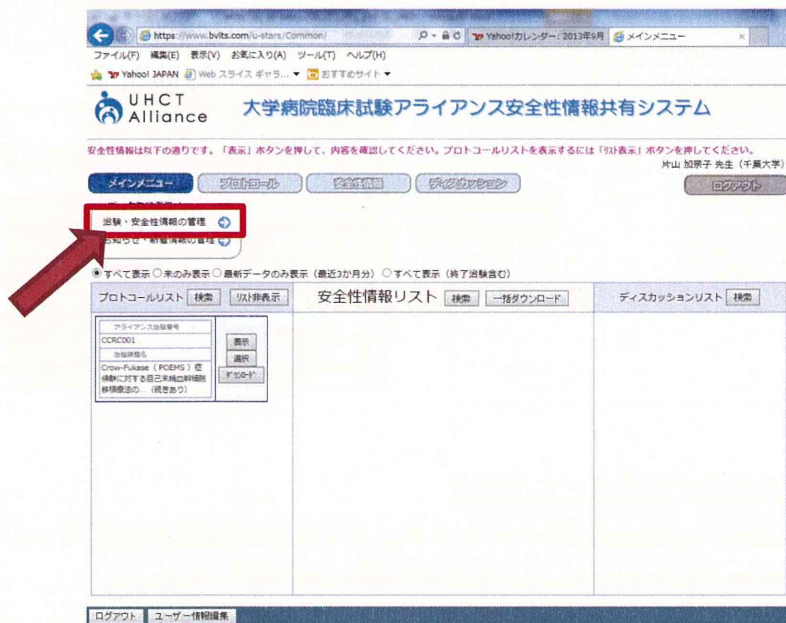 https://www.bvits.com/u-stars/Common/
Yahoo!カレンダー: 2013年9月
メインメニュー
ファイル(F) 編集(E) 表示(V) お気に入り(A) ツール(T) ヘルプ(H)
Yahoo! JAPAN Web スライス ギャラ... おすすめサイト
UHCT
Alliance
大学病院臨床試験アライアンス安全性情報共有システム
安全性情報は以下の通りです。「表示」ボタンを押して、内容を確認してください。プロトコールリストを表示するには「リスト表示」ボタンを押してください。
片山 加奈子 先生（千葉大学）
メインメニュー プロトコール 安全性情報 ディスカッション ログアウト
治験・安全性情報の管理
お知らせ・新着情報の管理
すべて表示 未のみ表示 最新データのみ表示（最近3か月分） すべて表示（終了治験含む）
プロトコールリスト 検索 リスト非表示 安全性情報リスト 検索 一括ダウンロード ディスカッションリスト 検索
アライアンス治験番号
CCRC001
表示
治験課題名
選択
Crow-Fukase ( POEMS ) 症
候群に対する自己末梢血幹細胞
移植療法の... （続きあり）
ダウンロード
ログアウト ユーザー情報編集